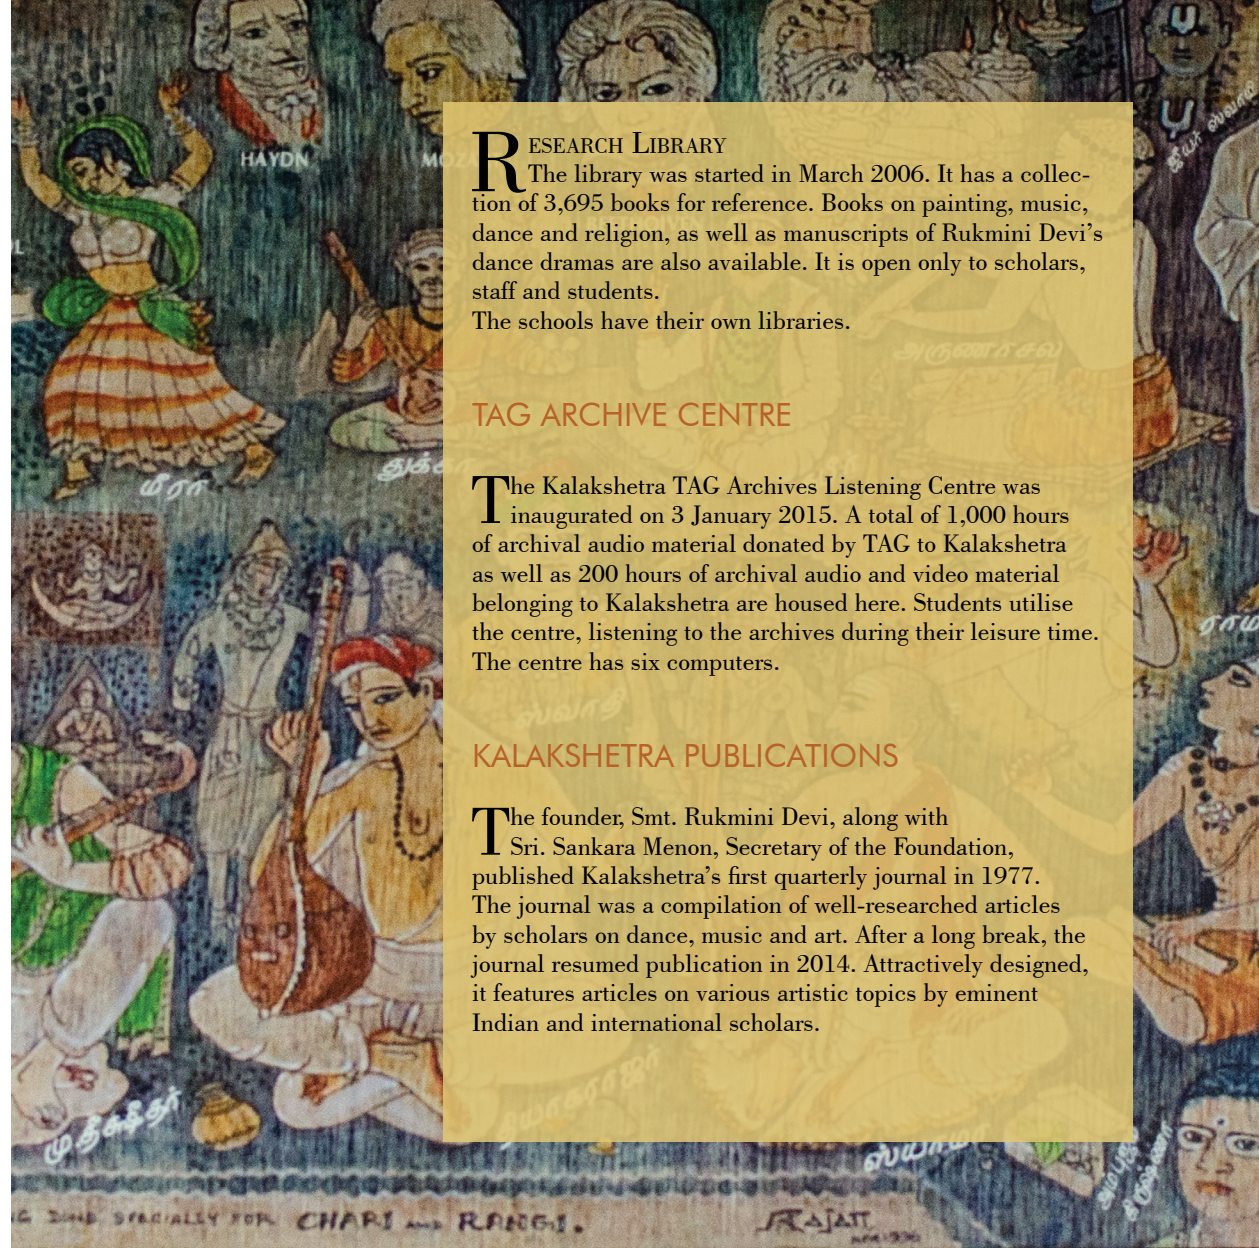 HAYDN
MOZA
RESEARCH LIBRARY
The library was started in March 2006. It has a collec-
tion of 3,695 books for reference. Books on painting, music,
dance and religion, as well as manuscripts of Rukmini Devi’s
dance dramas are also available. It is open only to scholars,
staff and students.
The schools have their own libraries.
அருணாசல
TAG ARCHIVE CENTRE
மீரா
The Kalakshetra TAG Archives Listening Centre was
inaugurated on 3 January 2015. A total of 1,000 hours
of archival audio material donated by TAG to Kalakshetra
as well as 200 hours of archival audio and video material
belonging to Kalakshetra are housed here. Students utilise
the centre, listening to the archives during their leisure time.
The centre has six computers.
ராம
ஸ்வாதி
KALAKSHETRA PUBLICATIONS
The founder, Smt. Rukmini Devi, along with
Sri. Sankara Menon, Secretary of the Foundation,
published Kalakshetra’s first quarterly journal in 1977.
The journal was a compilation of well-researched articles
by scholars on dance, music and art. After a long break, the
journal resumed publication in 2014. Attractively designed,
it features articles on various artistic topics by eminent
Indian and international scholars.
தியாகராஜர்
முதீக்ஷிதர்
ஸ்யாமா
SPECIALLY FOR CHARI AND RANGI.
RAJAM